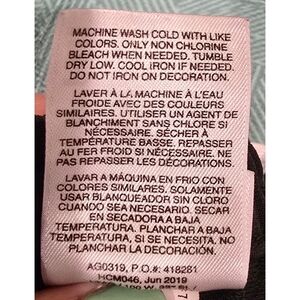 MACHINE WASH COLD WITH LIKE
COLORS. ONLY NON CHLORINE
BLEACH WHEN NEEDED. TUMBLE
DRY LOW. COOL IRON IF NEEDED.
DO NOT IRON ON DECORATION.
LAVER À LA MACHINE À L'EAU
FROIDE AVEC DES COULEURS
SIMILAIRES. UTILISER UN AGENT DE
BLANCHIMENT SANS CHLORE SI
NÉCESSAIRE. SÉCHER À
TEMPÉRATURE BASSE. REPASSER
AU FER FROID SI NÉCESSAIRE. NE
PAS REPASSER LES DÉCORATIONS.
LAVAR A MÁQUINA EN FRIO CON
COLORES SIMILARES. SOLAMENTE
USAR BLANQUEADOR SIN CLORO
CUANDO SEA NECESARIO. SECAR
EN SECADORA A BAJA
TEMPERATURA. PLANCHAR A BAJA
TEMPERATURA, SI ES NECESARIO. NO
PLANCHAR LA DECORACIÓN.
AG0319, P.O.#: 418281
HCM046, Jun 2019